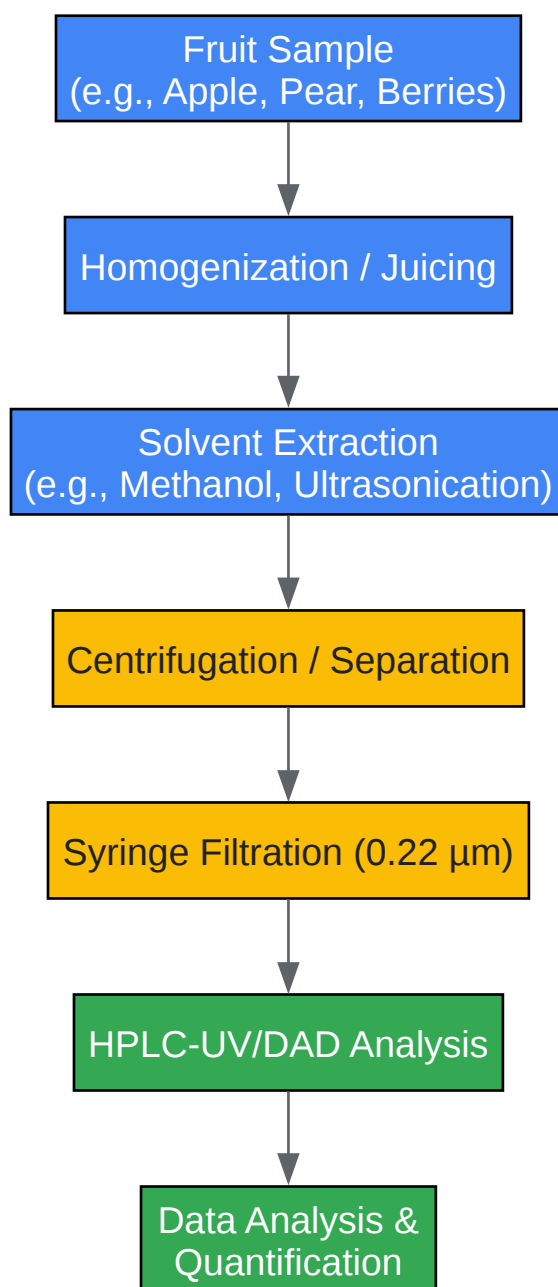 Fruit Sample
(e.g., Apple, Pear, Berries)
Homogenization / Juicing
Solvent Extraction
(e.g., Methanol, Ultrasonication)
Centrifugation / Separation
Syringe Filtration (0.22 µm)
HPLC-UV/DAD Analysis
Data Analysis &
Quantification